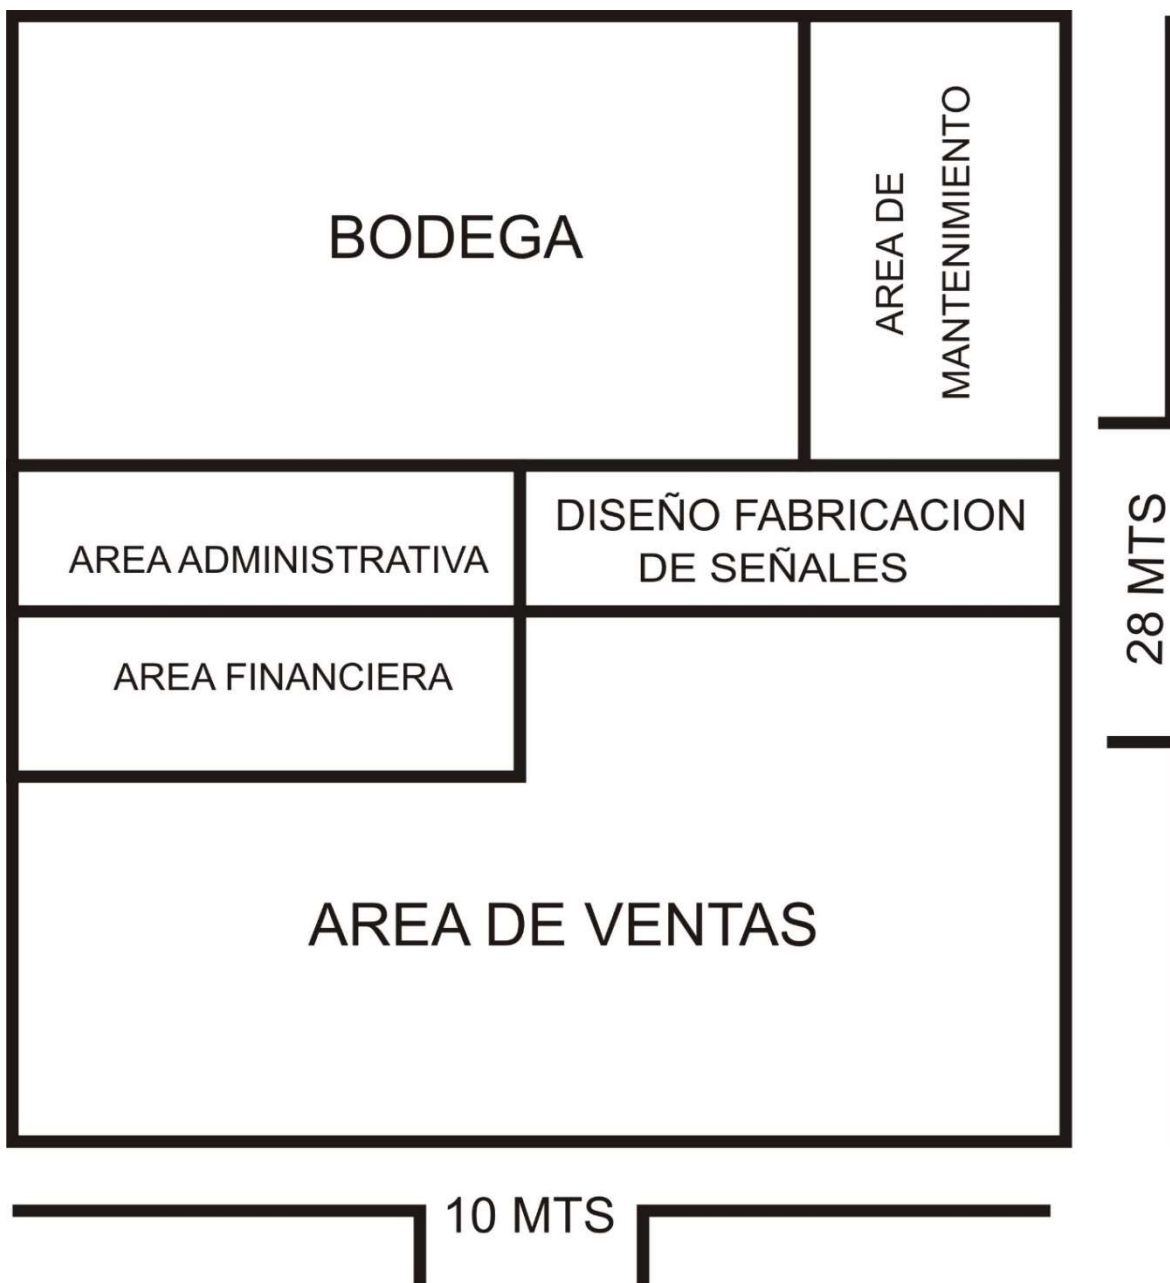 BODEGA
AREA DE
MANTENIMIENTO
AREA ADMINISTRATIVA
DISEÑO FABRICACION
DE SEÑALES
AREA FINANCIERA
28 MTS
AREA DE VENTAS
10 MTS